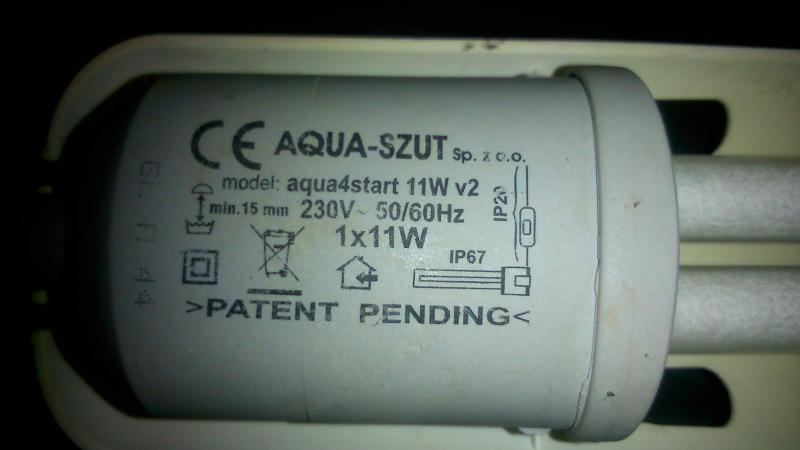 CE AQUA-SZUT Sp. z o.o.
model: aqua4start 11W v2
min.15 mm 230V~ 50/60Hz
IP20
1x11W
IP67
>PATENT PENDING<